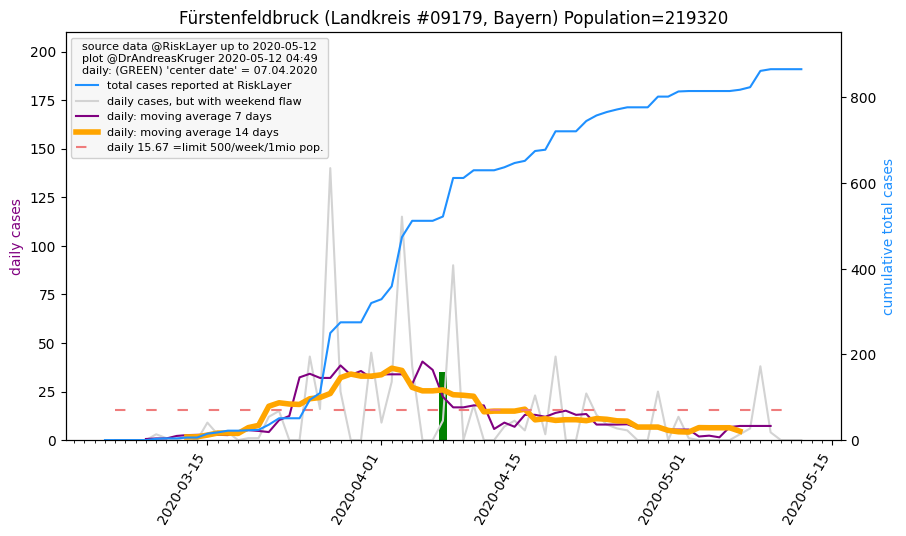 Fürstenfeldbruck (Landkreis #09179, Bayern) Population=219320
source data @RiskLayer up to 2020-05-12
plot @DrAndreasKruger 2020-05-12 04:49
daily: (GREEN) 'center date' = 07.04.2020
total cases reported at RiskLayer
daily cases, but with weekend flaw
daily: moving average 7 days
daily: moving average 14 days
daily 15.67 =limit 500/week/1mio pop.
daily cases
200
175
150
125
100
75
50
25
0
cumulative total cases
800
600
400
200
0
2020-03-15
2020-04-01
2020-04-15
2020-05-01
2020-05-15